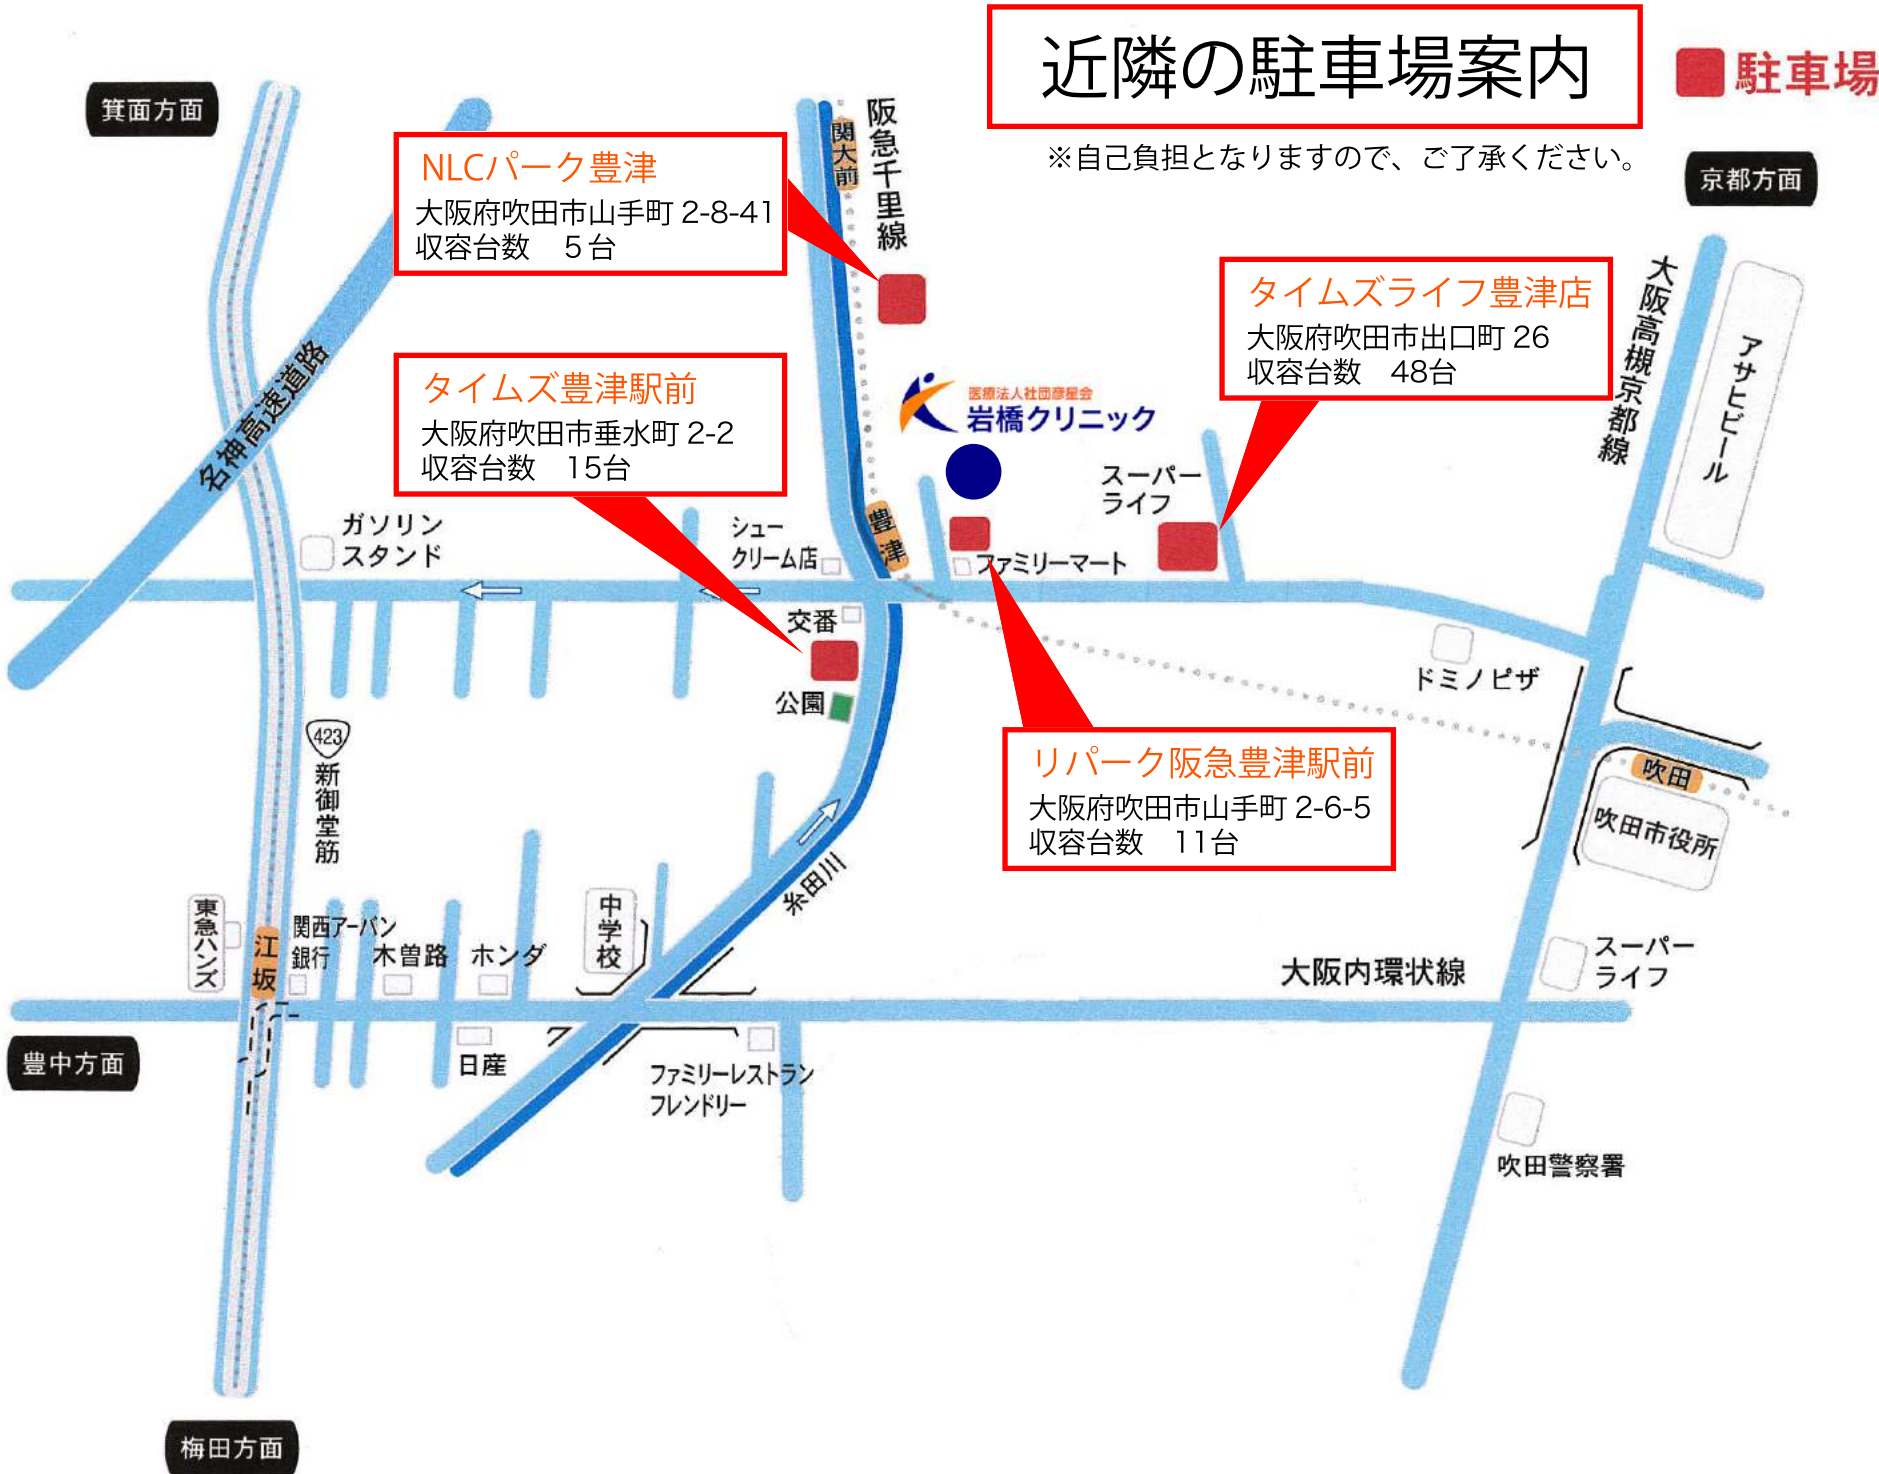 近隣の駐車場案内
駐車場
※自己負担となりますので、ご了承ください。
箕面方面
京都方面
関大前
阪急千里線
NLCパーク豊津
大阪府吹田市山手町 2-8-41
収容台数　5台
タイムズライフ豊津店
大阪府吹田市出口町 26
収容台数　48台
大阪高槻京都線
アサヒビール
名神高速道路
タイムズ豊津駅前
大阪府吹田市垂水町 2-2
収容台数　15台
医療法人社団彦星会
岩橋クリニック
スーパー
ライフ
ガソリン
スタンド
シュー
クリーム店
豊津
ファミリーマート
交番
公園
ドミノピザ
423
新御堂筋
リパーク阪急豊津駅前
大阪府吹田市山手町 2-6-5
収容台数　11台
吹田
吹田市役所
糸田川
東急ハンズ
江坂
関西アーバン
銀行
木曽路
ホンダ
中学校
大阪内環状線
スーパー
ライフ
豊中方面
日産
ファミリーレストラン
フレンドリー
吹田警察署
梅田方面